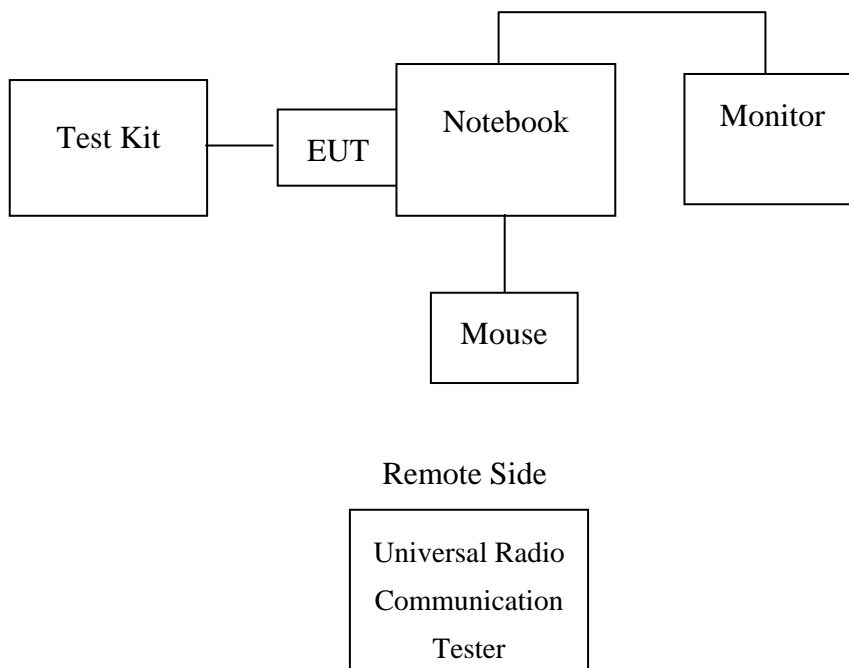 Test Kit
EUT
Notebook
Monitor
Mouse
Remote Side
Universal Radio
Communication
Tester